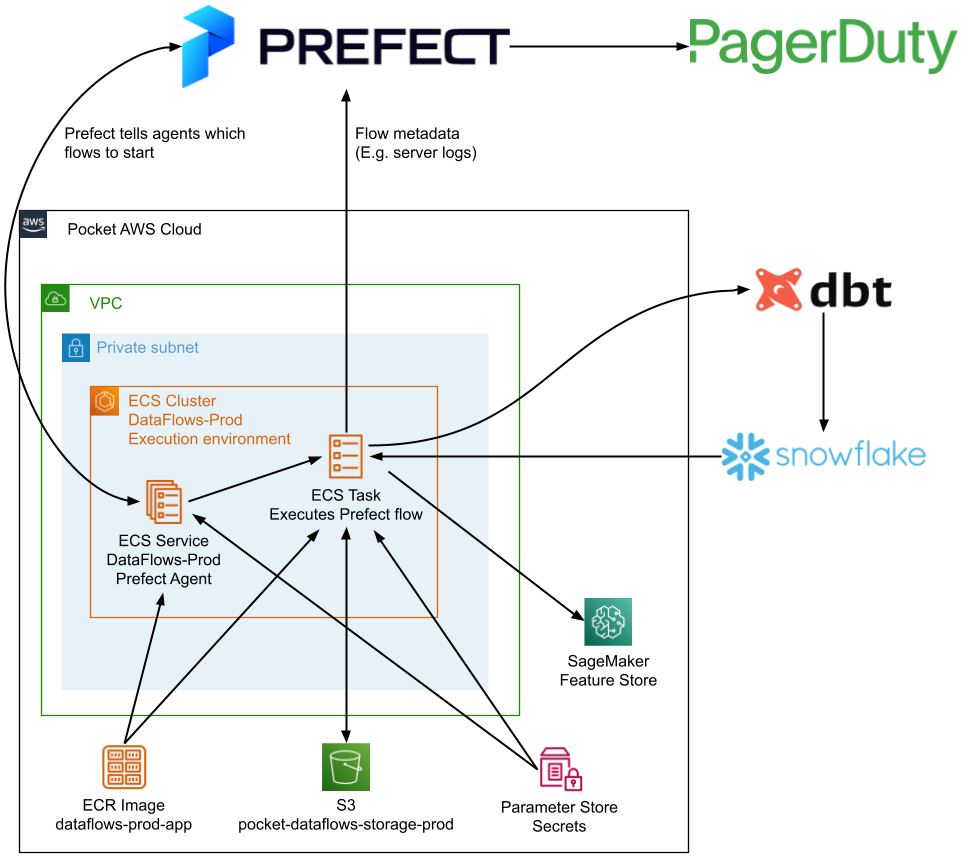 PREFECT
PagerDuty
Prefect tells agents which
flows to start
Flow metadata
(E.g. server logs)
aws
Pocket AWS Cloud
VPC
Private subnet
ECS Cluster
DataFlows-Prod
Execution environment
dbt
snowflake
ECS Task
Executes Prefect flow
ECS Service
DataFlows-Prod
Prefect Agent
SageMaker
Feature Store
ECR Image
dataflows-prod-app
S3
pocket-dataflows-storage-prod
Parameter Store
Secrets